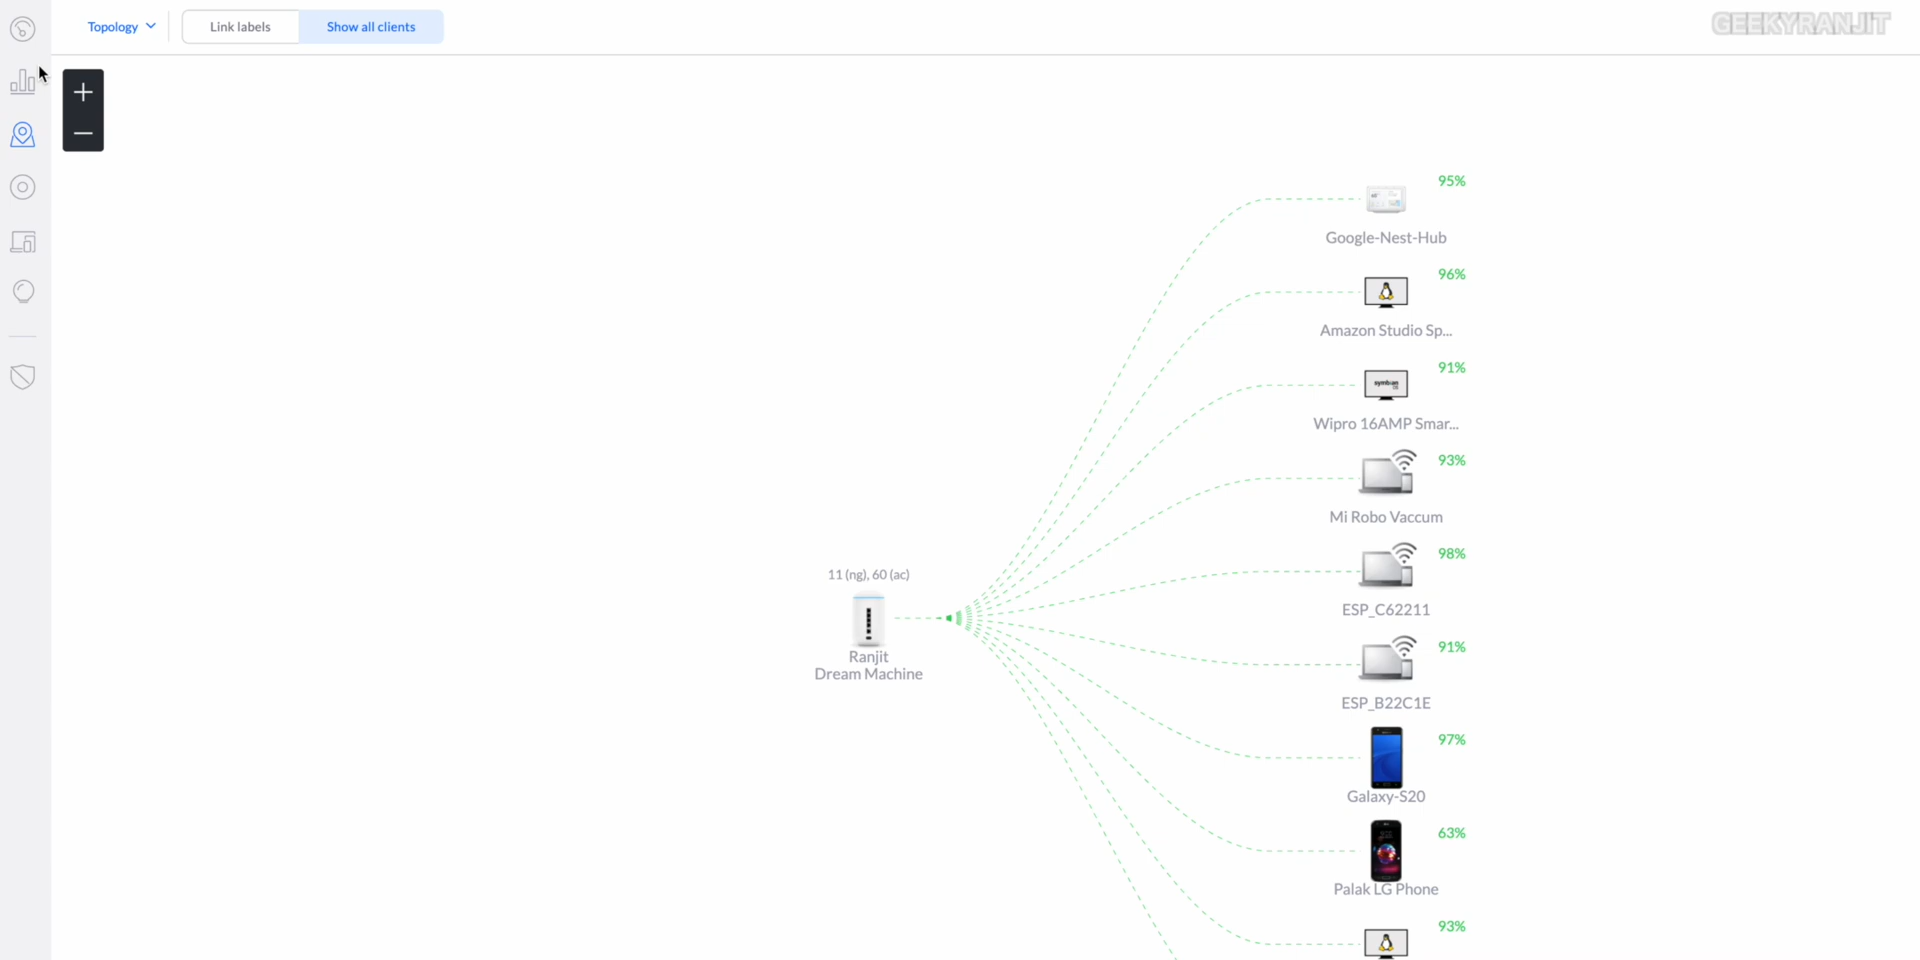 Topology
Link labels
Show all clients
GEEKYRANJIT
95%
Google-Nest-Hub
96%
Amazon Studio Sp...
91%
symbian
Wipro 16AMP Smar...
93%
Mi Robo Vaccum
98%
ESP_C62211
11 (ng), 60 (ac)
Ranjit
Dream Machine
91%
ESP_B22C1E
97%
Galaxy-S20
63%
Palak LG Phone
93%